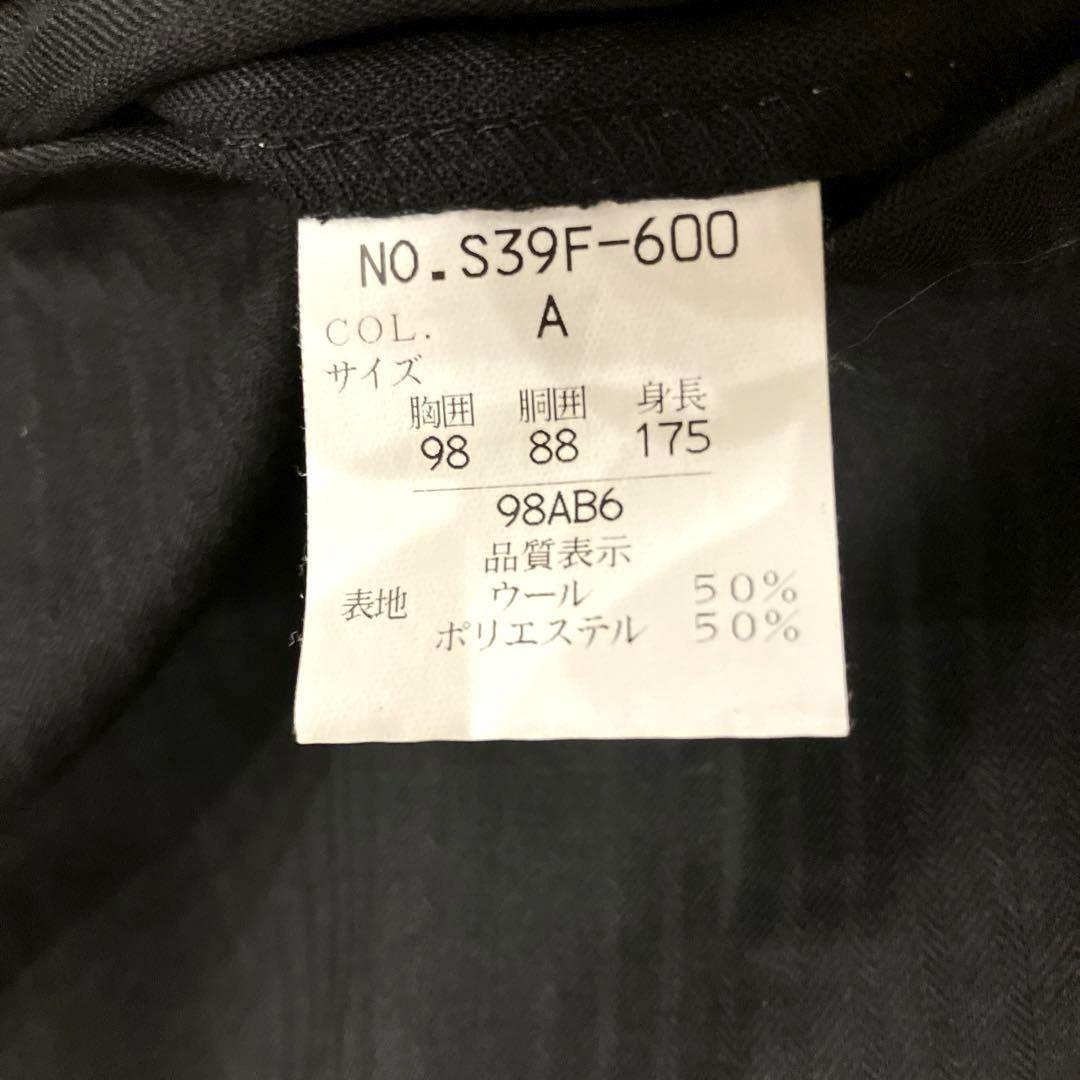 NO.S39F-600
COL. A
サイズ
胸囲 胴囲 身長
98 88 175
98AB6
品質表示
表地 ウール 50%
ポリエステル 50%